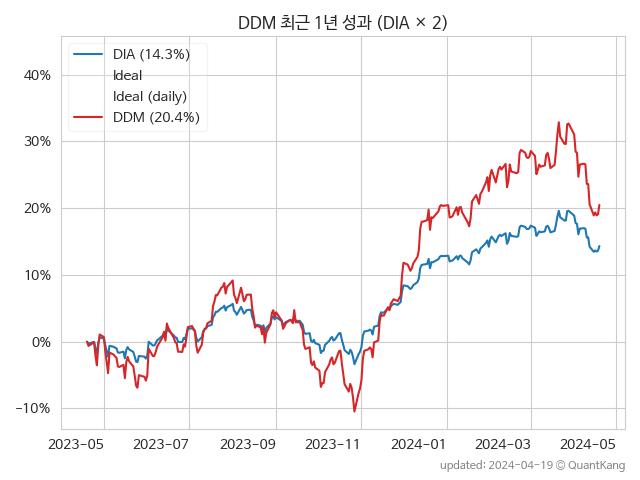 DDM 최근 1년 성과 (DIA × 2)
DIA (14.3%)
Ideal
Ideal (daily)
DDM (20.4%)
40%
30%
20%
10%
0%
−10%
2023-05 2023-07 2023-09 2023-11 2024-01 2024-03 2024-05
updated: 2024-04-19 © QuantKang